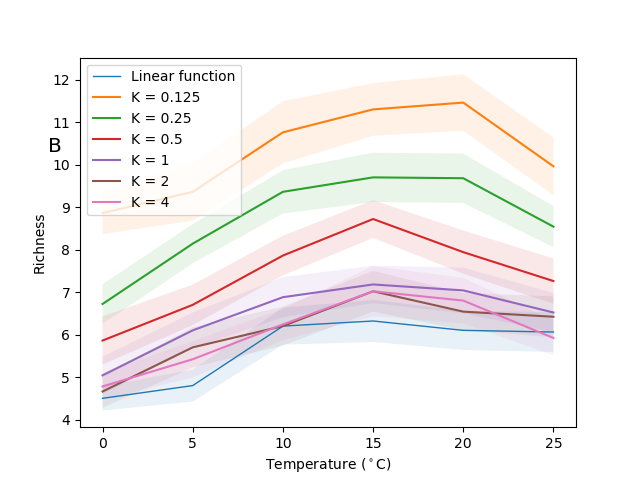 B
Richness
12
11
10
9
8
7
6
5
4
Linear function
K = 0.125
K = 0.25
K = 0.5
K = 1
K = 2
K = 4
0 5 10 15 20 25
Temperature (°C)